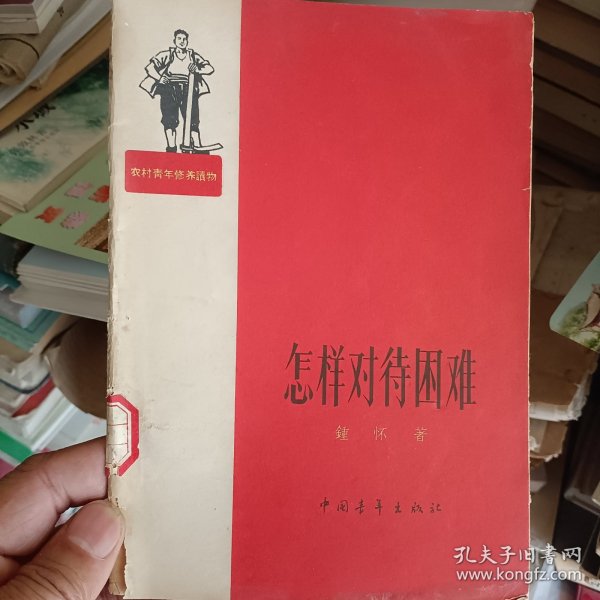 农村青年修养讀物
怎样对待困难
鍾怀著
中国青年出版社
孔夫子旧书网
www.kongfz.com